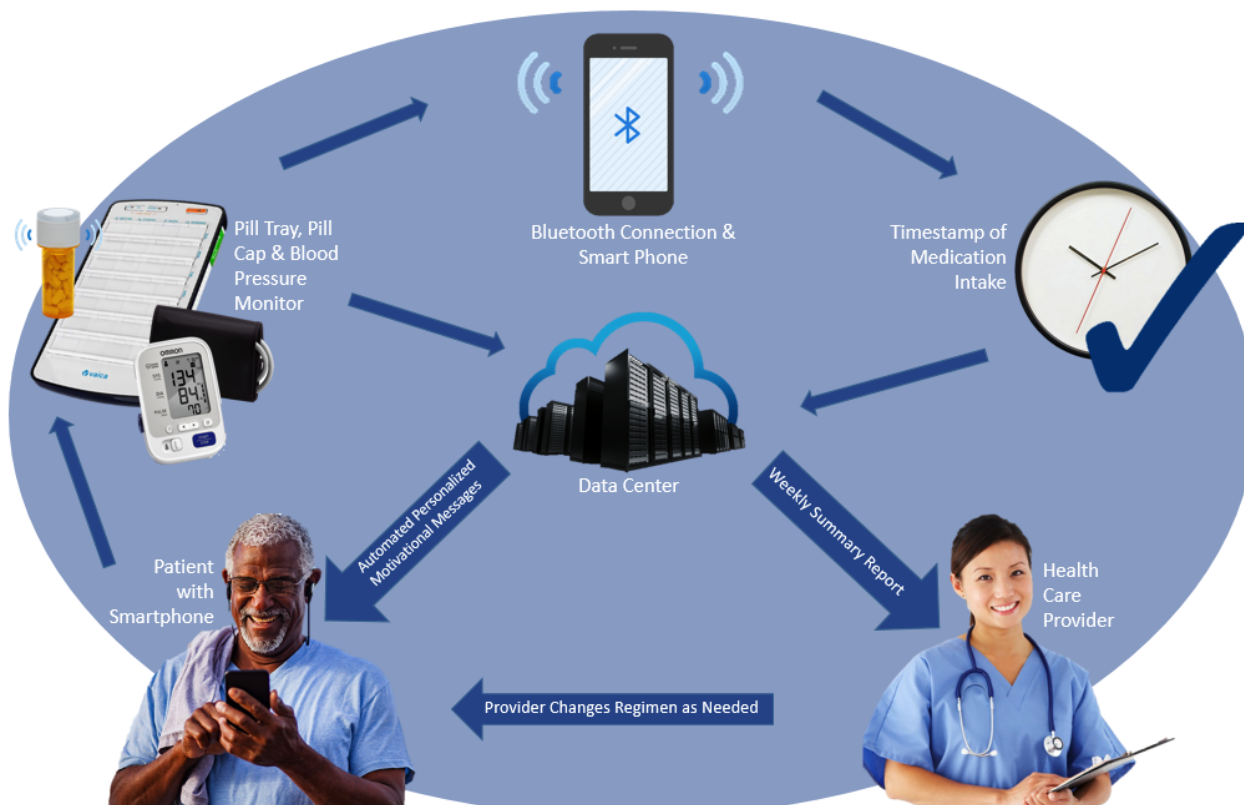 Bluetooth Connection &
Smart Phone
Pill Tray, Pill
Cap & Blood
Pressure
Monitor
Timestamp of
Medication
Intake
vaica
OMRON
134
84
70
Data Center
Automated Personalized
Motivational Messages
Weekly Summary Report
Patient
with
Smartphone
Health
Care
Provider
Provider Changes Regimen as Needed